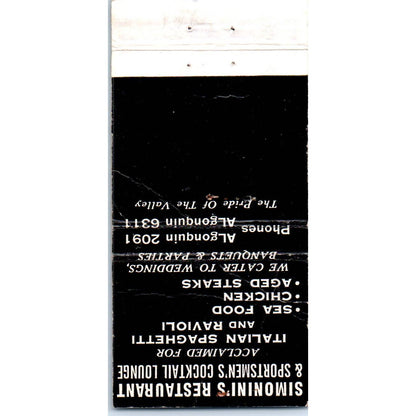 SIMONINI'S RESTAURANT
& SPORTSMEN'S COCKTAIL LOUNGE
ACCLAIMED FOR
ITALIAN SPAGHETTI
AND RAVIOLI
• SEA FOOD
• CHICKEN
• AGED STEAKS
WE CATER TO WEDDINGS,
BANQUETS & PARTIES
Phones ALgonquin 2091
ALgonquin 6311
The Pride Of The Valley